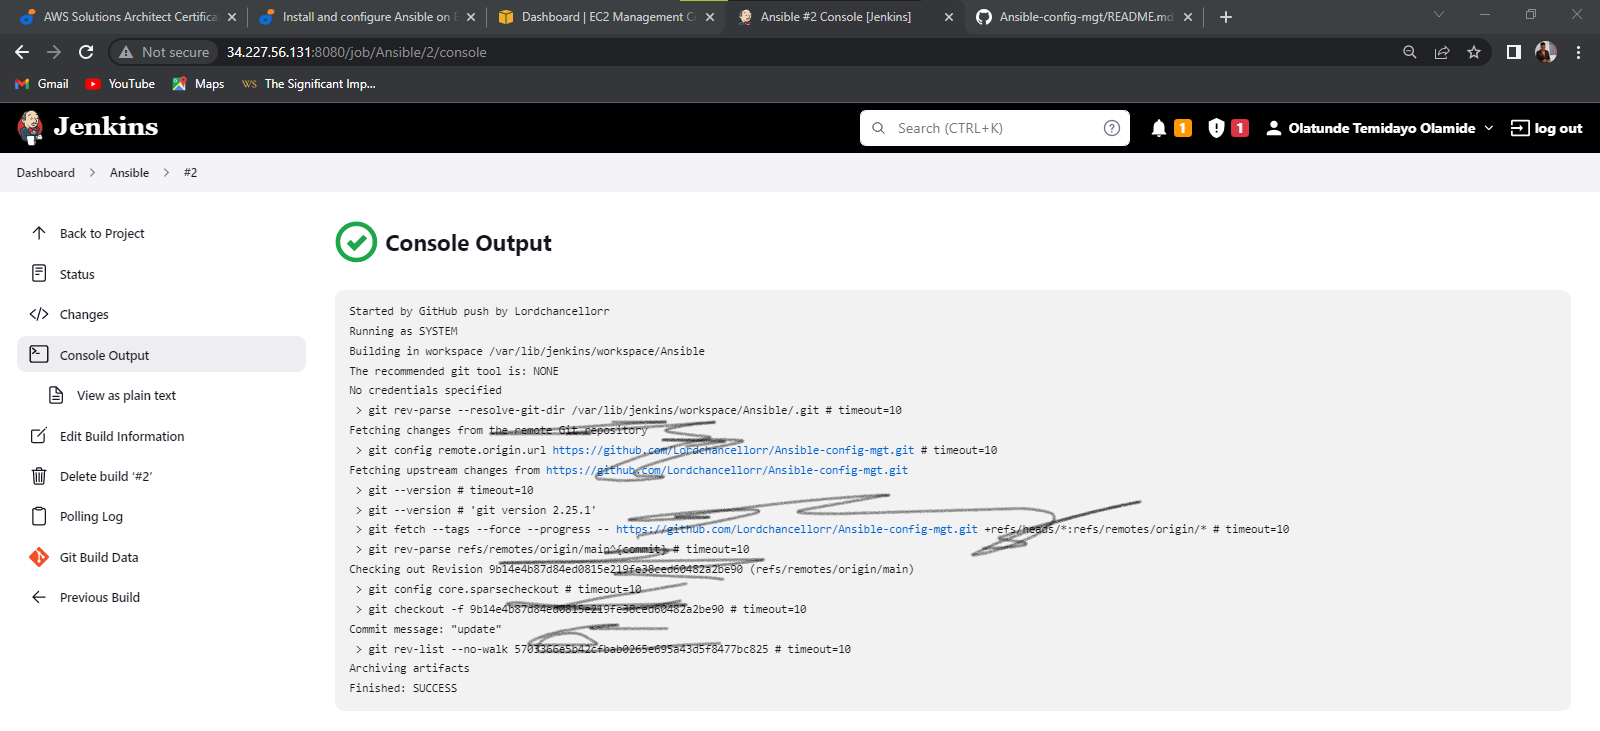 AWS Solutions Architect Certifica
Install and configure Ansible on E
Dashboard | EC2 Management Co
Ansible #2 Console [Jenkins]
Ansible-config-mgt/README.md
Not secure
34.227.56.131:8080/job/Ansible/2/console
Gmail
YouTube
Maps
WS
The Significant Imp...
Jenkins
Search (CTRL+K)
?
1
1
Olatunde Temidayo Olamide
log out
Dashboard
Ansible
#2
Back to Project
Status
Changes
Console Output
View as plain text
Edit Build Information
Delete build ‘#2’
Polling Log
Git Build Data
Previous Build
Console Output
Started by GitHub push by Lordchancellorr
Running as SYSTEM
Building in workspace /var/lib/jenkins/workspace/Ansible
The recommended git tool is: NONE
No credentials specified
> git rev-parse --resolve-git-dir /var/lib/jenkins/workspace/Ansible/.git # timeout=10
Fetching changes from the remote Git repository
> git config remote.origin.url https://github.com/Lordchancellorr/Ansible-config-mgt.git # timeout=10
Fetching upstream changes from https://github.com/Lordchancellorr/Ansible-config-mgt.git
> git --version # timeout=10
> git --version # 'git version 2.25.1'
> git fetch --tags --force --progress -- https://github.com/Lordchancellorr/Ansible-config-mgt.git +refs/heads/*:refs/remotes/origin/* # timeout=10
> git rev-parse refs/remotes/origin/main^{commit} # timeout=10
Checking out Revision 9b14e4b87d84ed0815e219fe38ced60482a2be90 (refs/remotes/origin/main)
> git config core.sparsecheckout # timeout=10
> git checkout -f 9b14e4b87d84ed0815e219fe38ced60482a2be90 # timeout=10
Commit message: "update"
> git rev-list --no-walk # timeout=10
Archiving artifacts
Finished: SUCCESS